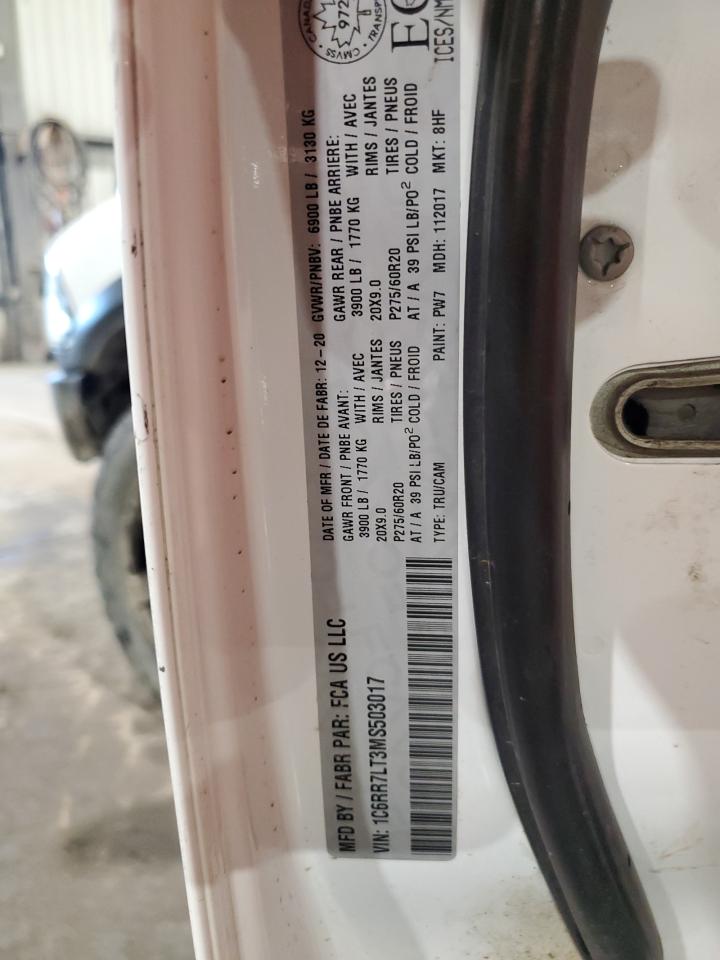 MFD BY / FABR PAR: FCA US LLC
DATE OF MFR / DATE DE FABR: 12-20 GVWR/PNBV: 6900 LB / 3130 KG
GAWR FRONT / PNBE AVANT: GAWR REAR / PNBE ARRIERE:
3900 LB / 1770 KG WITH / AVEC 3900 LB / 1770 KG WITH / AVEC
20X9.0 RIMS / JANTES 20X9.0 RIMS / JANTES
P275/60R20 TIRES / PNEUS P275/60R20 TIRES / PNEUS
AT / A 39 PSI LB/PO² COLD / FROID AT / A 39 PSI LB/PO² COLD / FROID
VIN: 1C6RR7LT3MS503017
TYPE: TRU/CAM PAINT: PW7 MDH: 112017 MKT: 8HF
CMVSS
972
ICES/NM